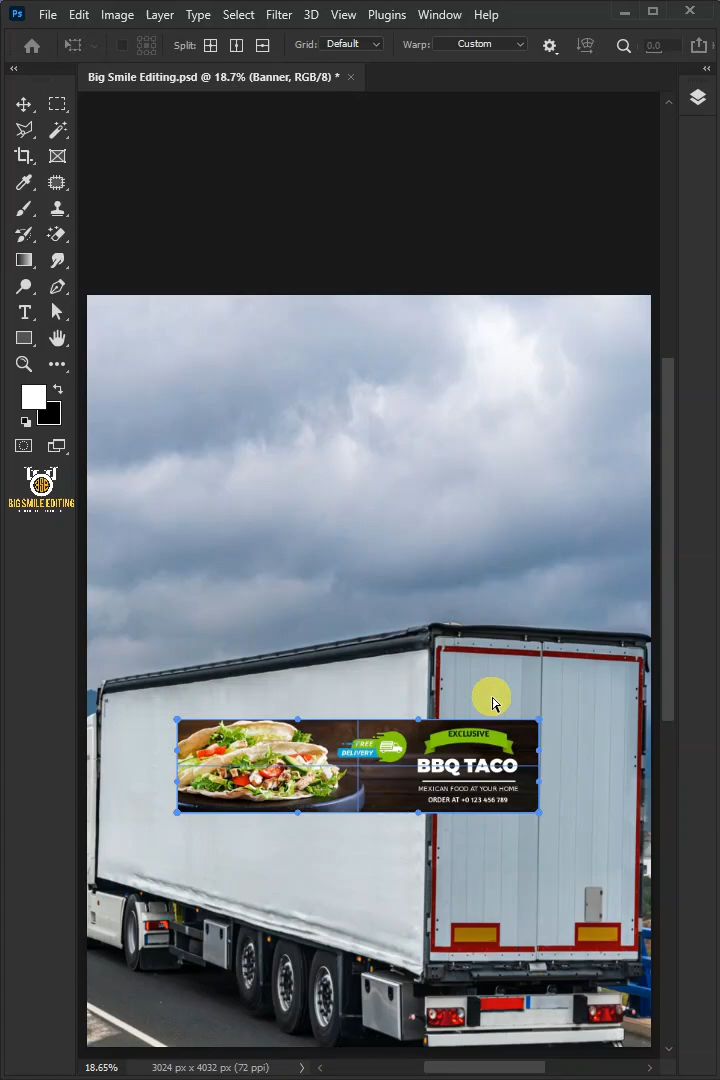 Ps File Edit Image Layer Type Select Filter 3D View Plugins Window Help
Split: Grid: Default Warp: Custom 0.0
Big Smile Editing.psd @ 18.7% (Banner, RGB/8) *
BIG SMILE EDITING
FREE
DELIVERY
EXCLUSIVE
BBQ TACO
MEXICAN FOOD AT YOUR HOME
ORDER AT +0 123 456 789
18.65% 3024 px x 4032 px (72 ppi)